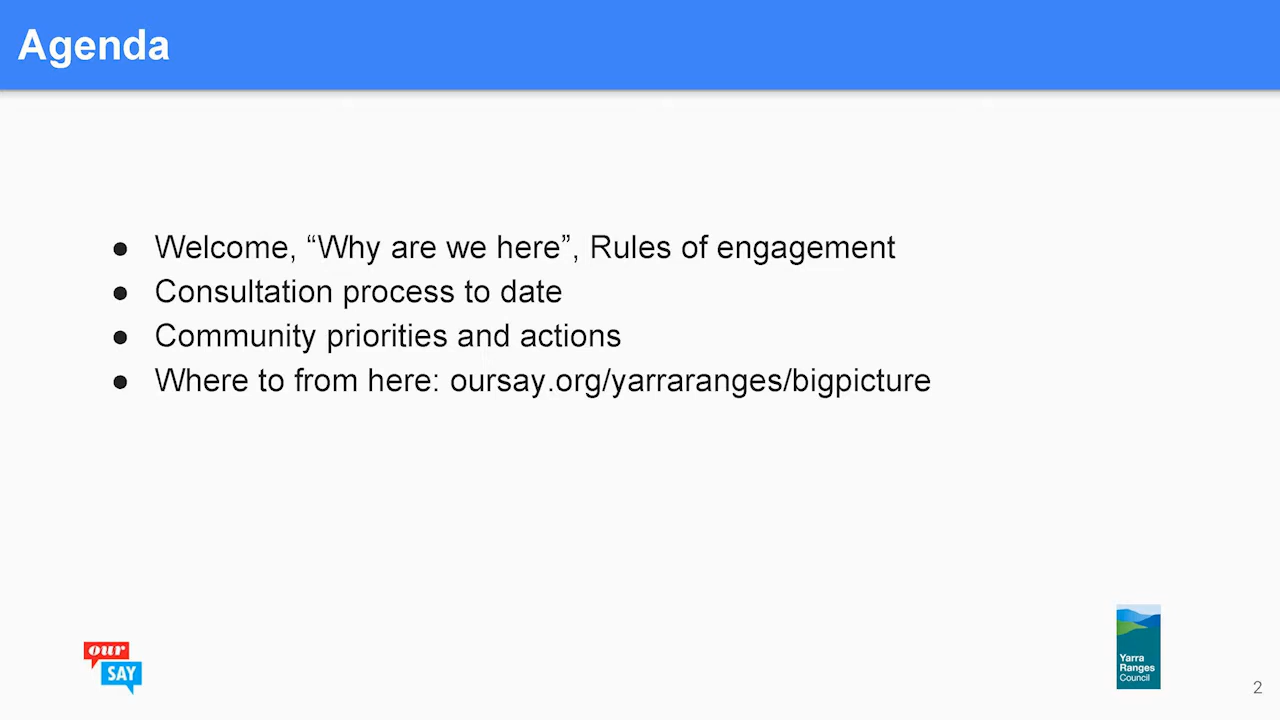 Agenda
● Welcome, “Why are we here”, Rules of engagement
● Consultation process to date
● Community priorities and actions
● Where to from here: oursay.org/yarraranges/bigpicture
our
SAY
Yarra
Ranges
Council
2